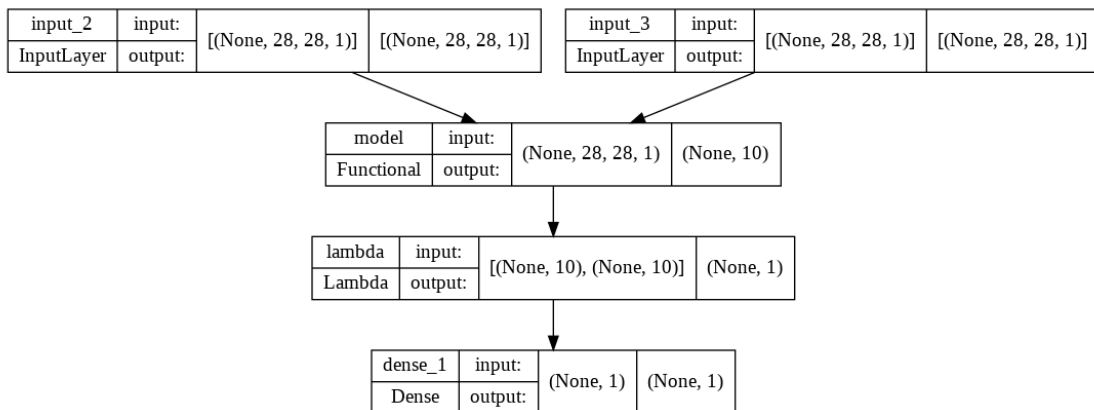 input_2 input: [(None, 28, 28, 1)] [(None, 28, 28, 1)]
InputLayer output:
input_3 input: [(None, 28, 28, 1)] [(None, 28, 28, 1)]
InputLayer output:
model input: (None, 28, 28, 1) (None, 10)
Functional output:
lambda input: [(None, 10), (None, 10)] (None, 1)
Lambda output:
dense_1 input: (None, 1) (None, 1)
Dense output: